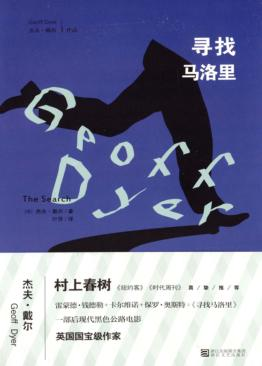 Geoff Dyer
杰夫·戴尔 | 作品
寻找
马洛里
Geoff
Dyer
The Search
[英] 杰夫·戴尔 著
叶芽 译
杰夫·戴尔
Geoff Dyer
村上春树 《纽约客》《时代周刊》 真挚推荐
雷蒙德·钱德勒+卡尔维诺+保罗·奥斯特=《寻找马洛里》
一部后现代黑色公路电影
英国国宝级作家
浙江文艺出版社